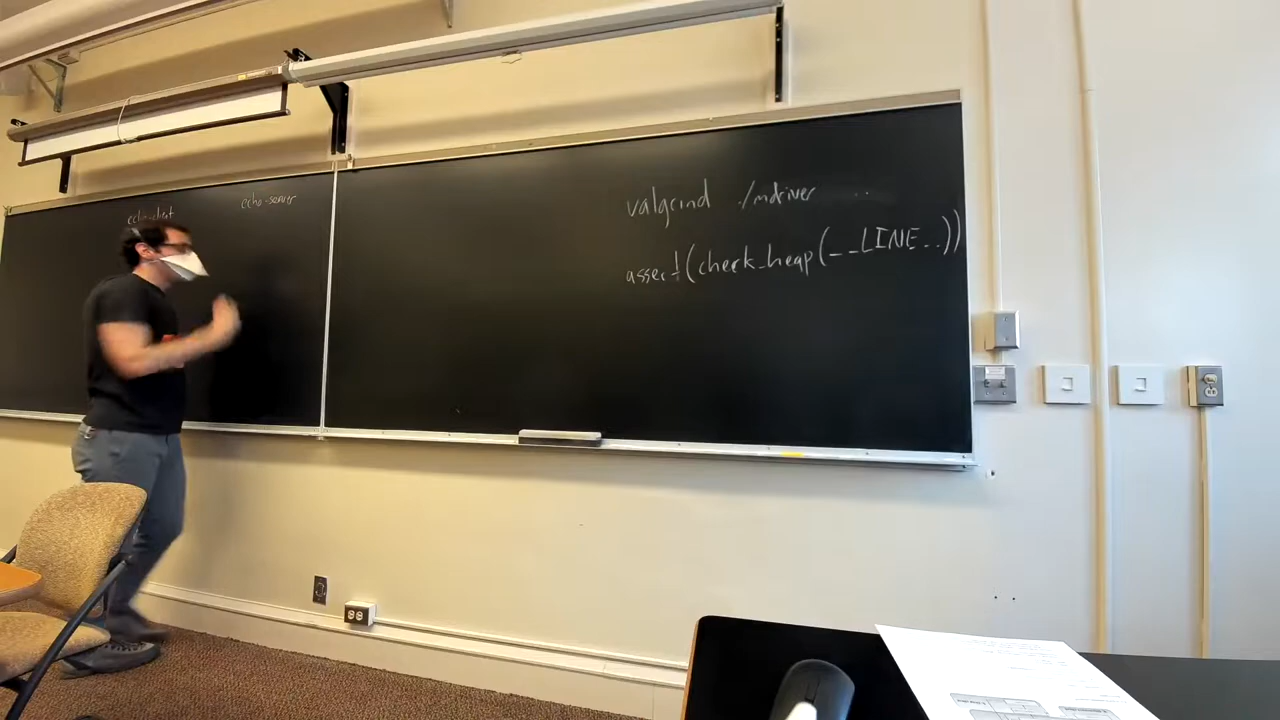 echo-client
echo-server
valgrind ./mdriver ..
assert(check_heap(__LINE__))